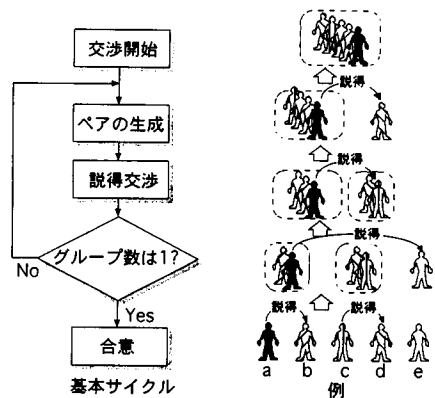 交渉開始
ペアの生成
説得交渉
グループ数は1?
No
Yes
合意
基本サイクル
説得
説得
説得
説得
説得
a
b
c
d
e
例